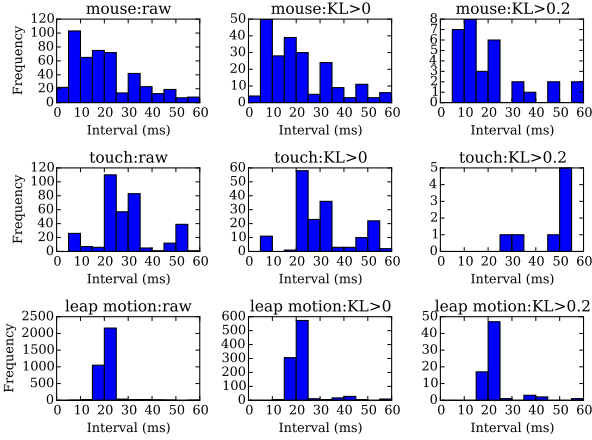 mouse:raw
mouse:KL>0
mouse:KL>0.2
120
100
80
60
40
20
0
Frequency
0 10 20 30 40 50 60
Interval (ms)
50
40
30
20
10
0
0 10 20 30 40 50 60
Interval (ms)
8
7
6
5
4
3
2
1
0
0 10 20 30 40 50 60
Interval (ms)
touch:raw
touch:KL>0
touch:KL>0.2
120
100
80
60
40
20
0
Frequency
0 10 20 30 40 50 60
Interval (ms)
60
50
40
30
20
10
0
0 10 20 30 40 50 60
Interval (ms)
5
4
3
2
1
0
0 10 20 30 40 50 60
Interval (ms)
leap motion:raw
leap motion:KL>0
leap motion:KL>0.2
2500
2000
1500
1000
500
0
Frequency
0 10 20 30 40 50 60
Interval (ms)
600
500
400
300
200
100
0
0 10 20 30 40 50 60
Interval (ms)
50
40
30
20
10
0
0 10 20 30 40 50 60
Interval (ms)